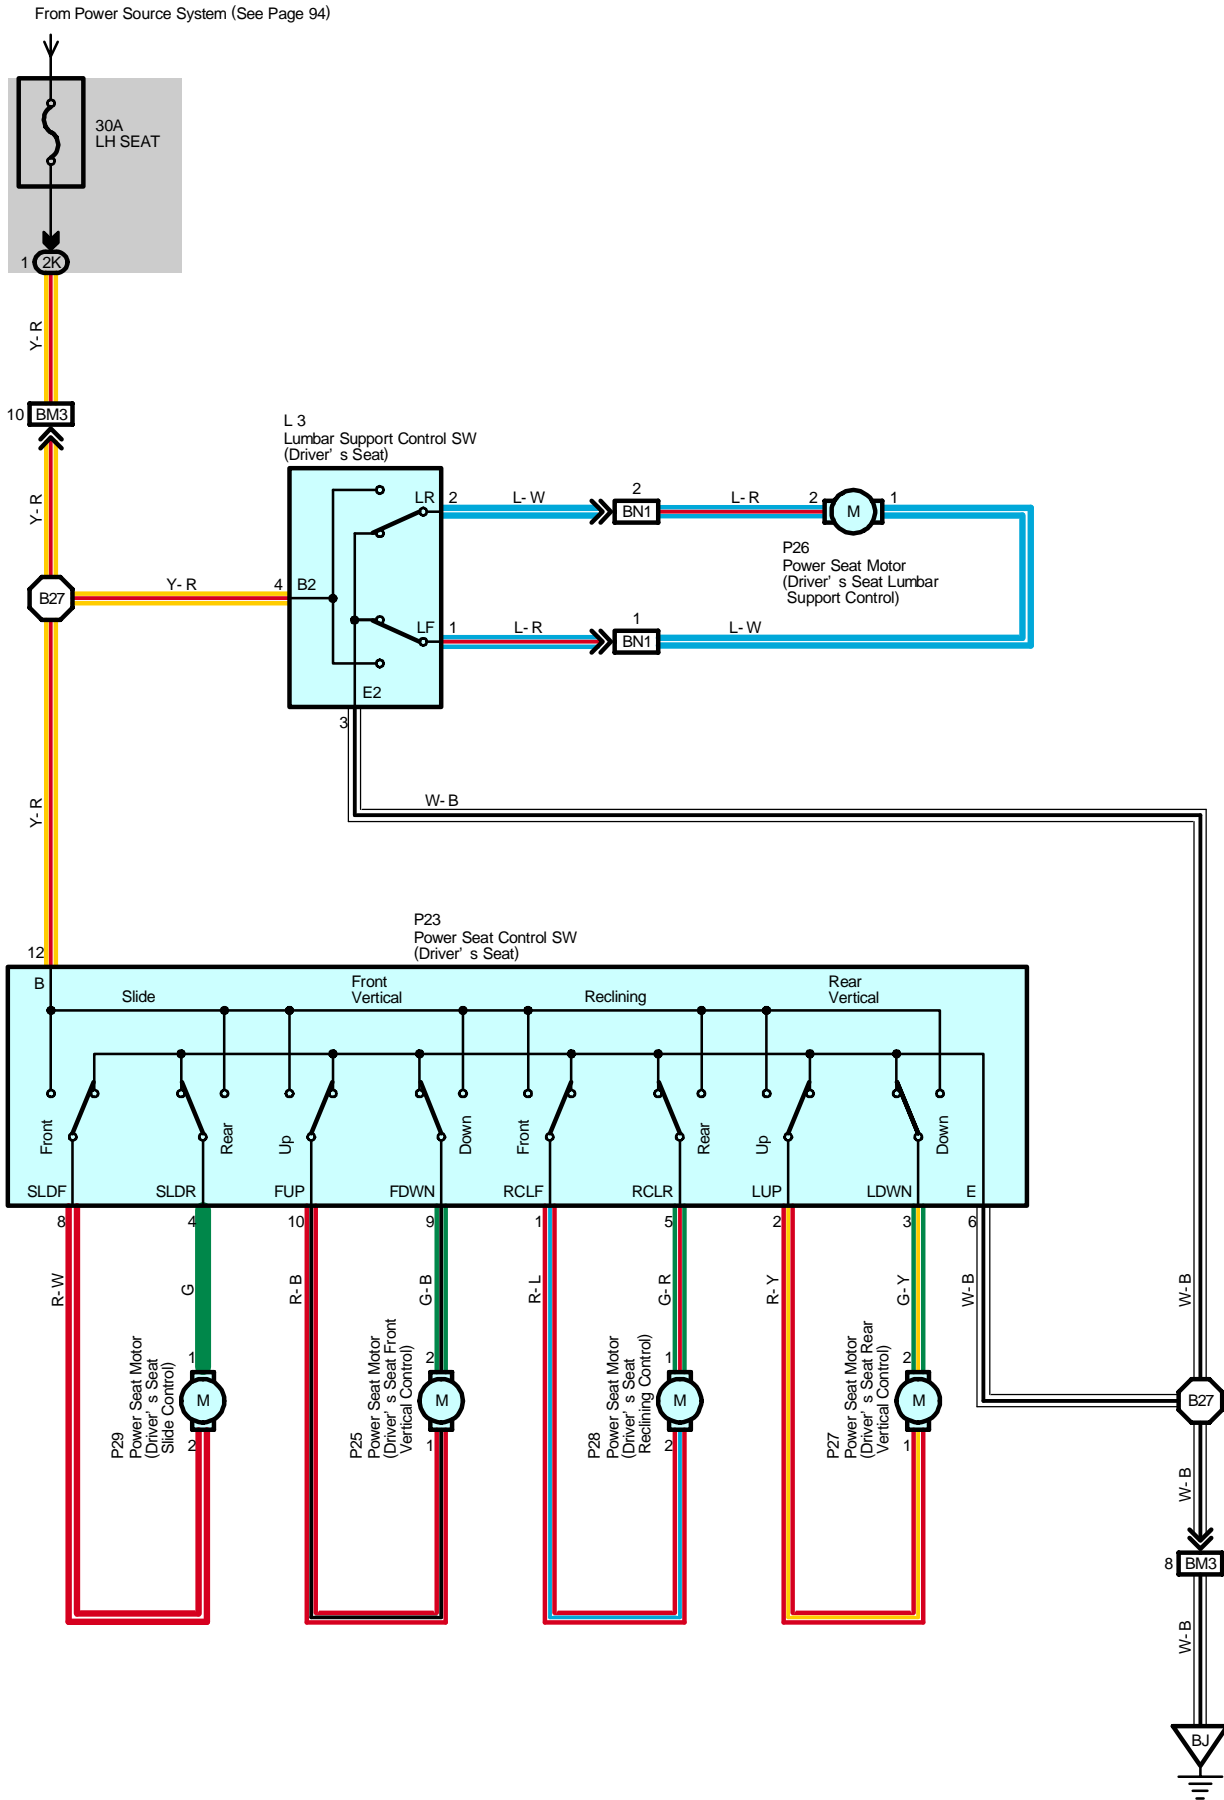 From Power Source System (See Page 94)
30A
LH SEAT
1 2K
Y- R
10 BM3
Y- R
B27
Y- R
L 3
Lumbar Support Control SW
(Driver' s Seat)
4 B2
LR 2
LF 1
E2
3
L- W
2
BN1
L- R
2 M 1
P26
Power Seat Motor
(Driver' s Seat Lumbar
Support Control)
L- R
1
BN1
L- W
W- B
Y- R
P23
Power Seat Control SW
(Driver' s Seat)
12
B
Slide
Front
Vertical
Reclining
Rear
Vertical
Front
Rear
Up
Down
Front
Rear
Up
Down
SLDF SLDR FUP FDWN RCLF RCLR LUP LDWN E
8 4 10 9 1 5 2 3 6
R- W
G
R- B
G- B
R- L
G- R
R- Y
G- Y
W- B
W- B
1
M
2
P29
Power Seat Motor
(Driver' s Seat
Slide Control)
2
M
1
P25
Power Seat Motor
(Driver' s Seat Front
Vertical Control)
1
M
2
P28
Power Seat Motor
(Driver' s Seat
Reclining Control)
2
M
1
P27
Power Seat Motor
(Driver' s Seat Rear
Vertical Control)
B27
W- B
8 BM3
W- B
BJ